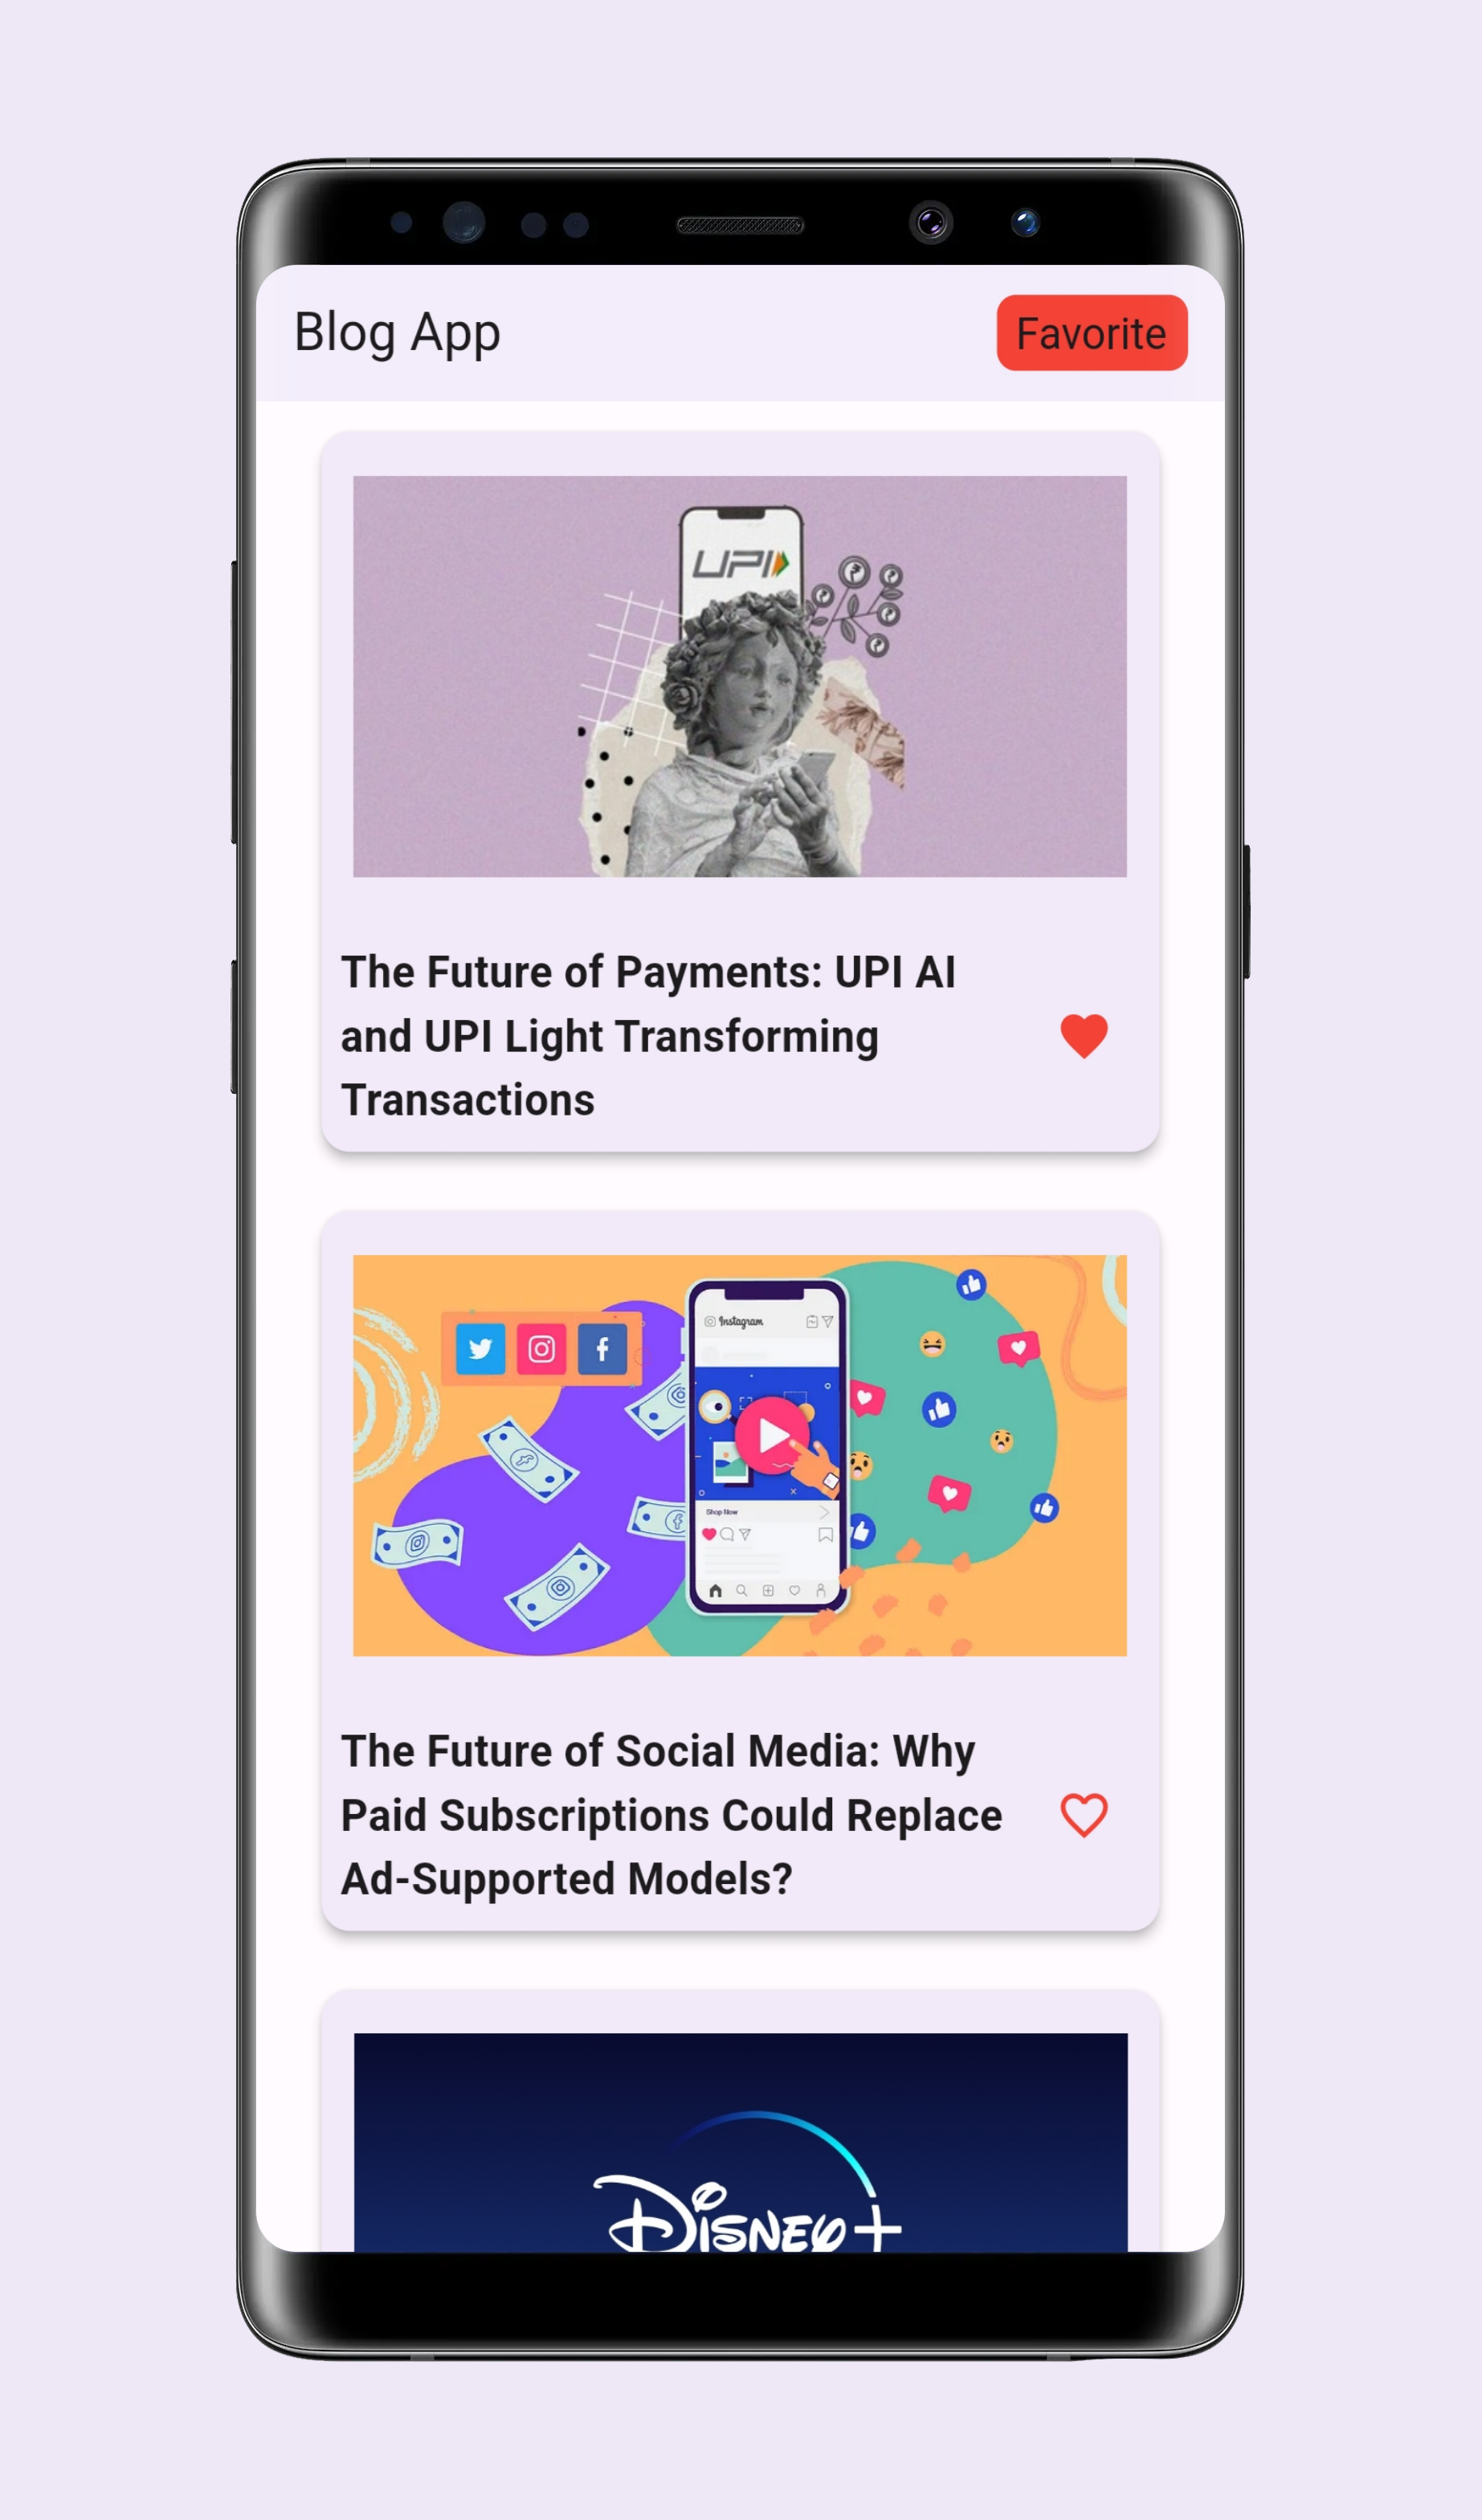 Blog App
Favorite
UPI
The Future of Payments: UPI AI
and UPI Light Transforming
Transactions
Instagram
Shop Now
The Future of Social Media: Why
Paid Subscriptions Could Replace
Ad-Supported Models?
Disney+